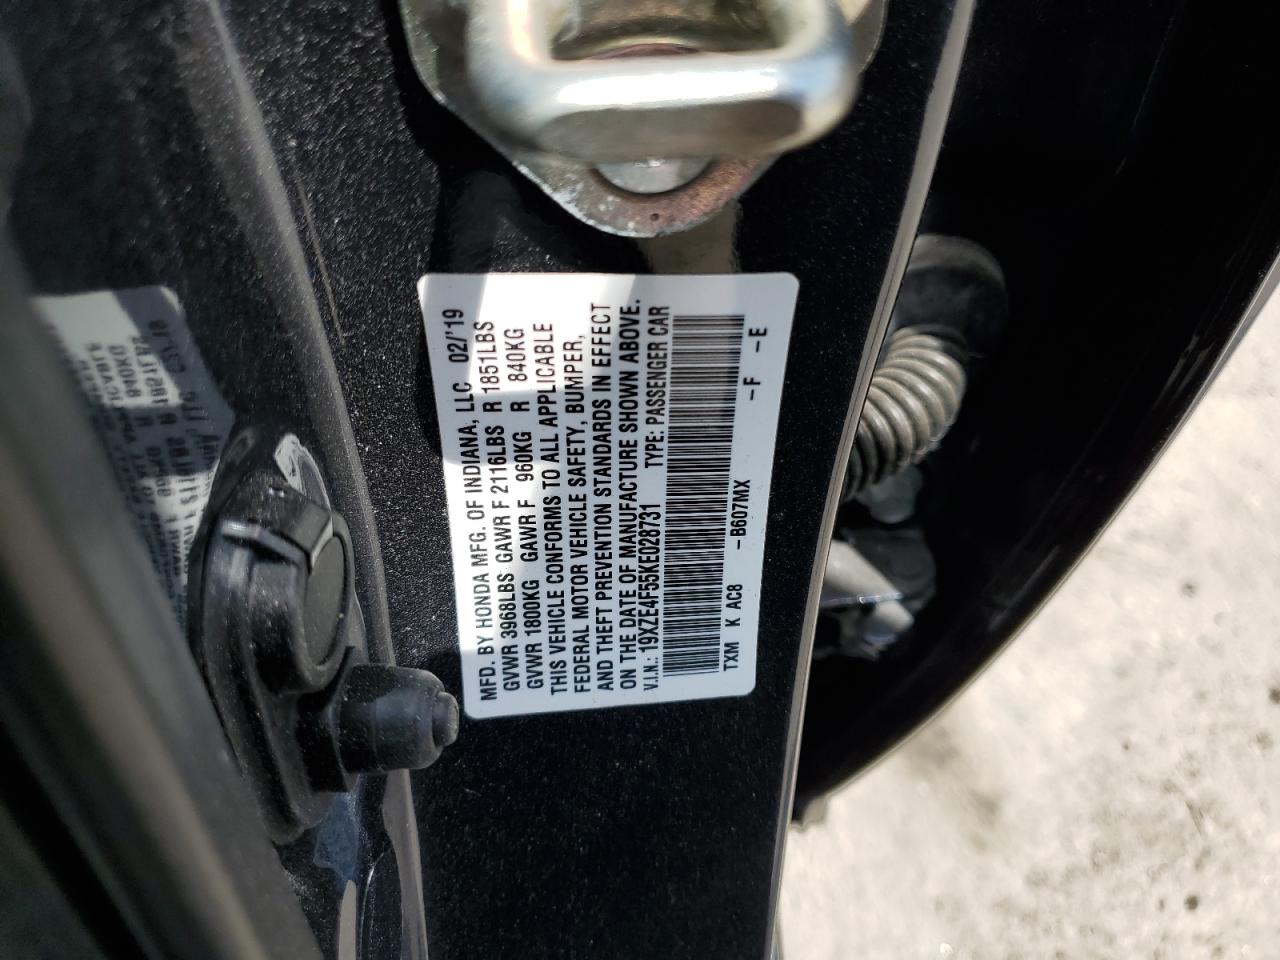 MFD. BY HONDA MFG. OF INDIANA, LLC 02/'19
GVWR 3968LBS GAWR F 2116LBS R 1851LBS
GVWR 1800KG GAWR F 960KG R 840KG
THIS VEHICLE CONFORMS TO ALL APPLICABLE
FEDERAL MOTOR VEHICLE SAFETY, BUMPER,
AND THEFT PREVENTION STANDARDS IN EFFECT
ON THE DATE OF MANUFACTURE SHOWN ABOVE.
V.I.N.: 19XZE4F55KE028731 TYPE: PASSENGER CAR
TXM K AC8 -B607MX -F -E